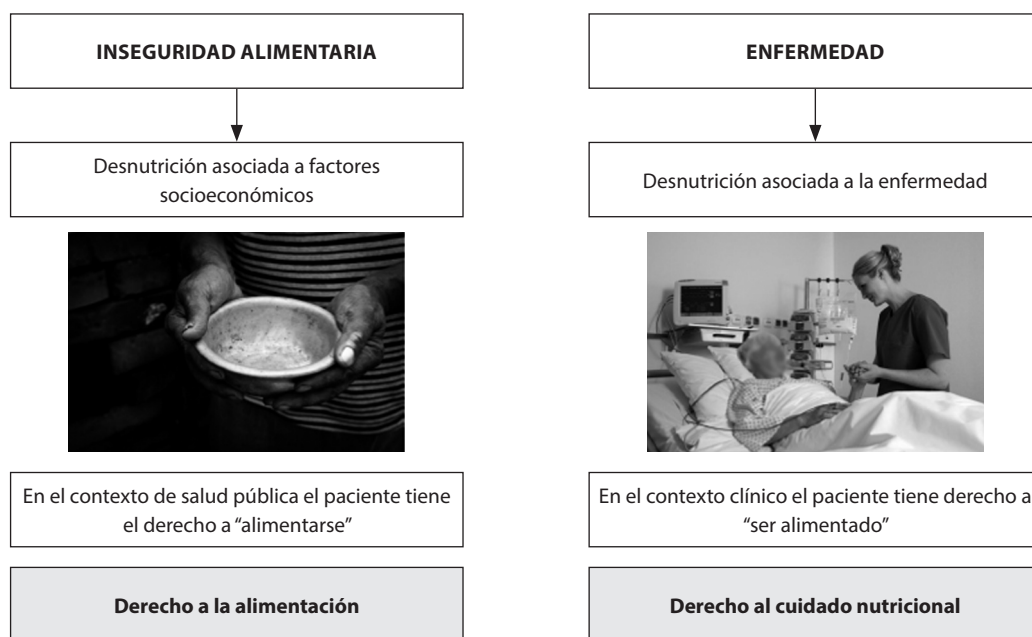 INSEGURIDAD ALIMENTARIA
Desnutrición asociada a factores
socioeconómicos
En el contexto de salud pública el paciente tiene
el derecho a “alimentarse”
Derecho a la alimentación
ENFERMEDAD
Desnutrición asociada a la enfermedad
En el contexto clínico el paciente tiene derecho a
“ser alimentado”
Derecho al cuidado nutricional